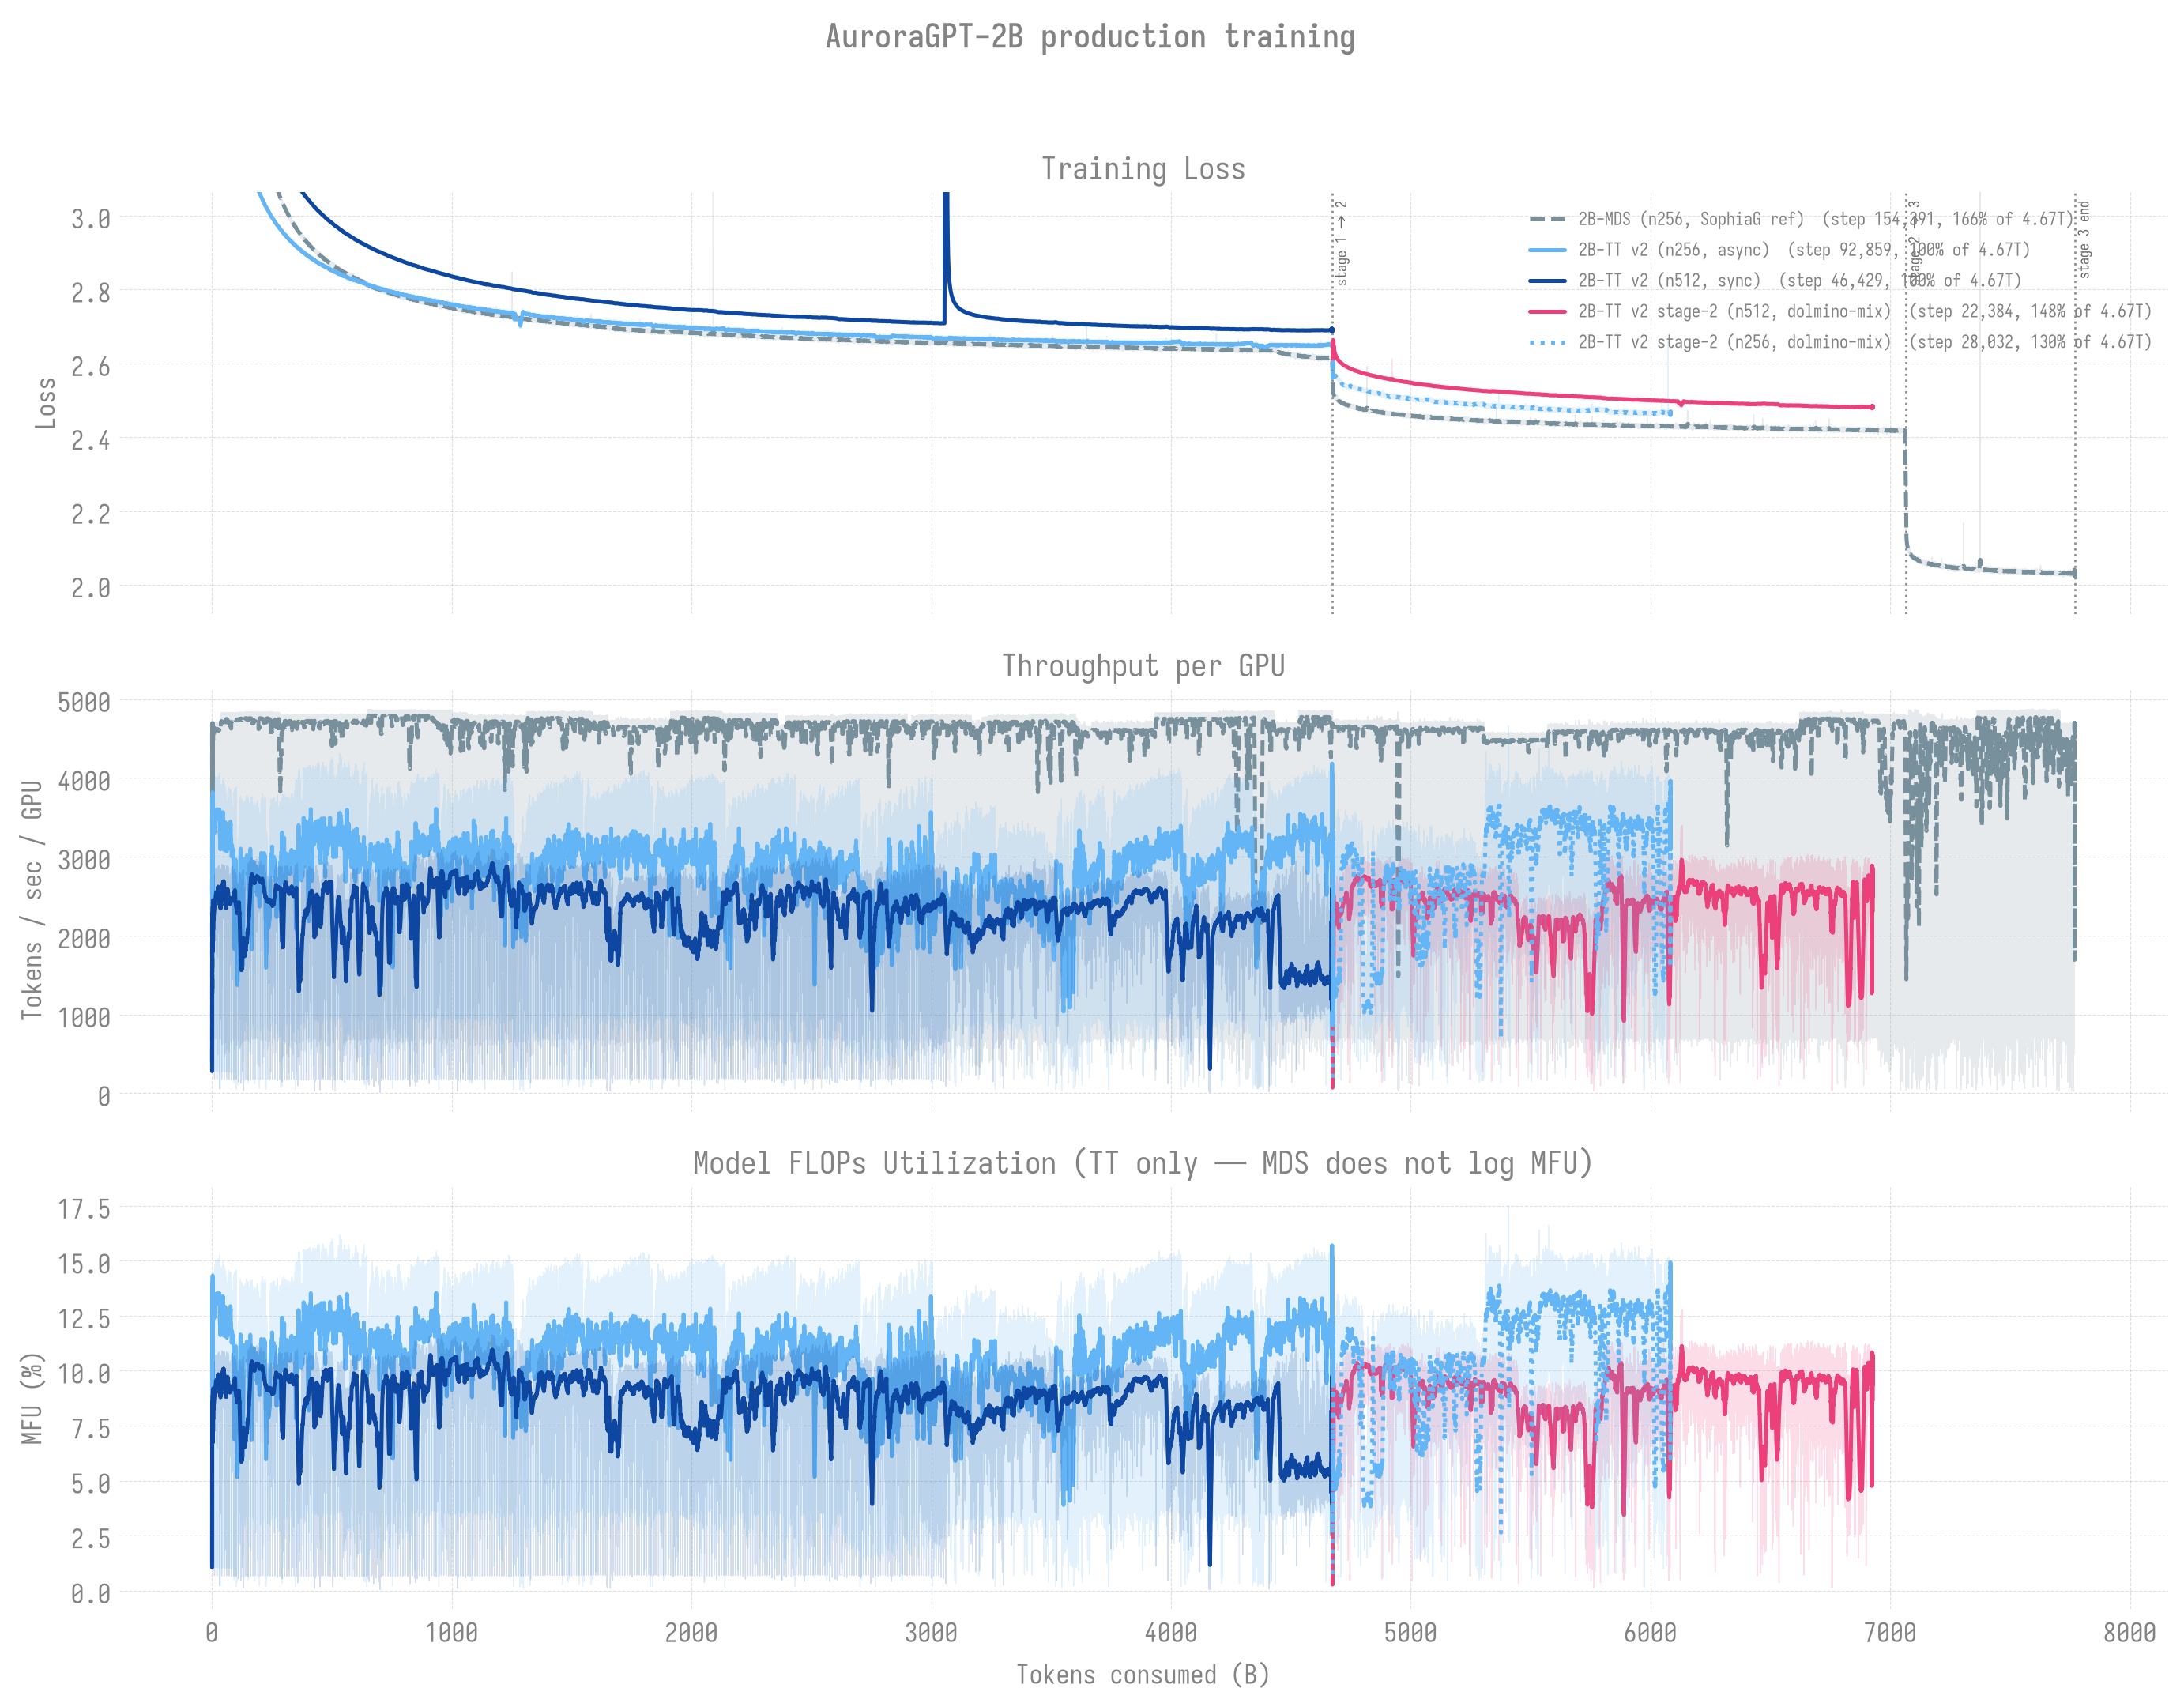 AuroraGPT-2B production training
Training Loss
3.0
2.8
2.6
2.4
2.2
2.0
Loss
stage 1 → 2
stage 2 → 3
stage 3 end
2B-MDS (n256, SophiaG ref) (step 154,391, 166% of 4.67T)
2B-TT v2 (n256, async) (step 92,859, 100% of 4.67T)
2B-TT v2 (n512, sync) (step 46,429, 100% of 4.67T)
2B-TT v2 stage-2 (n512, dolmino-mix) (step 22,384, 148% of 4.67T)
2B-TT v2 stage-2 (n256, dolmino-mix) (step 28,032, 130% of 4.67T)
Throughput per GPU
5000
4000
3000
2000
1000
0
Tokens / sec / GPU
Model FLOPs Utilization (TT only — MDS does not log MFU)
17.5
15.0
12.5
10.0
7.5
5.0
2.5
0.0
MFU (%)
0 1000 2000 3000 4000 5000 6000 7000 8000
Tokens consumed (B)